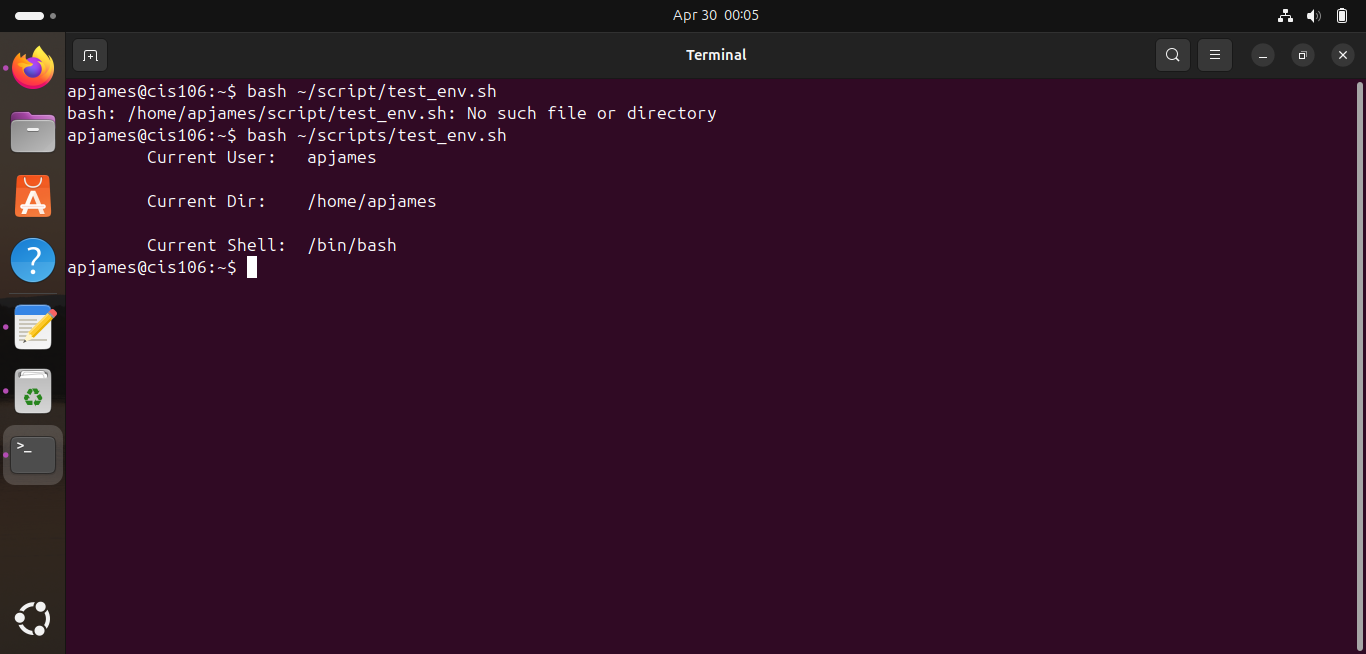 Apr 30 00:05
Terminal
apjames@cis106:~$ bash ~/script/test_env.sh
bash: /home/apjames/script/test_env.sh: No such file or directory
apjames@cis106:~$ bash ~/scripts/test_env.sh
Current User: apjames
Current Dir: /home/apjames
Current Shell: /bin/bash
apjames@cis106:~$